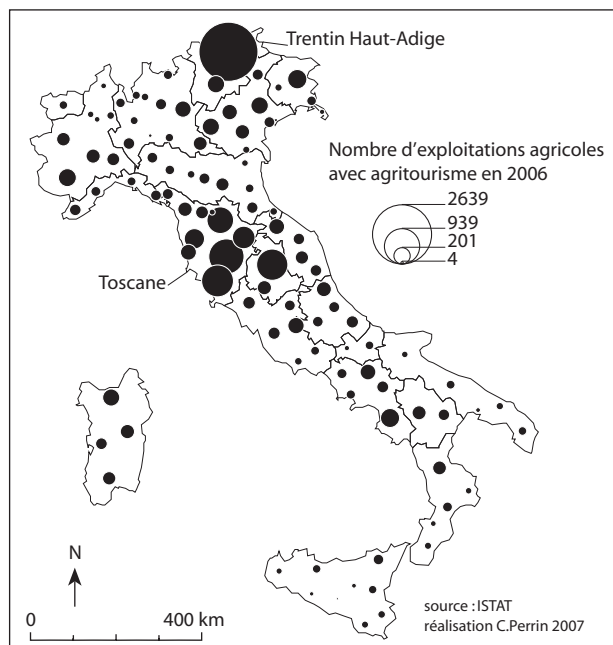 Trentin Haut-Adige
Nombre d'exploitations agricoles
avec agritourisme en 2006
2639
939
201
4
Toscane
N
0 400 km
source : ISTAT
réalisation C.Perrin 2007